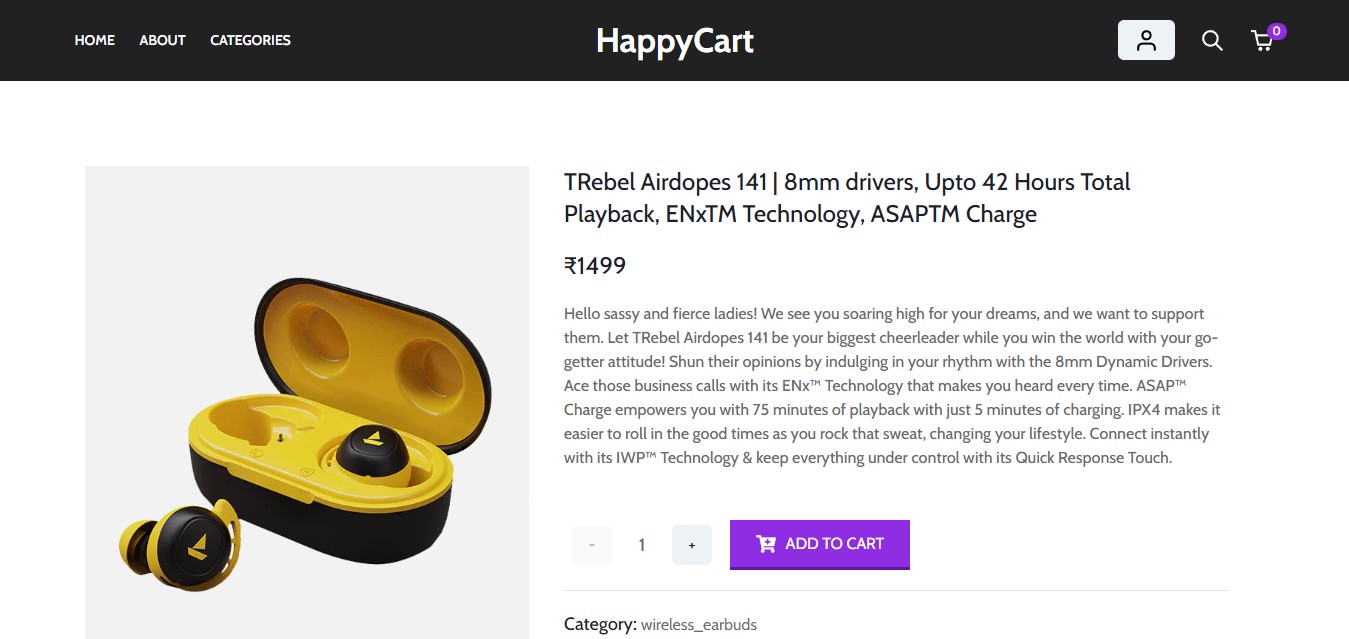 HOME ABOUT CATEGORIES
HappyCart
0
TRebel Airdopes 141 | 8mm drivers, Upto 42 Hours Total
Playback, ENxTM Technology, ASAPTM Charge
₹1499
Hello sassy and fierce ladies! We see you soaring high for your dreams, and we want to support
them. Let TRebel Airdopes 141 be your biggest cheerleader while you win the world with your go-
getter attitude! Shun their opinions by indulging in your rhythm with the 8mm Dynamic Drivers.
Ace those business calls with its ENx™ Technology that makes you heard every time. ASAP™
Charge empowers you with 75 minutes of playback with just 5 minutes of charging. IPX4 makes it
easier to roll in the good times as you rock that sweat, changing your lifestyle. Connect instantly
with its IWP™ Technology & keep everything under control with its Quick Response Touch.
- 1 + ADD TO CART
Category: wireless_earbuds